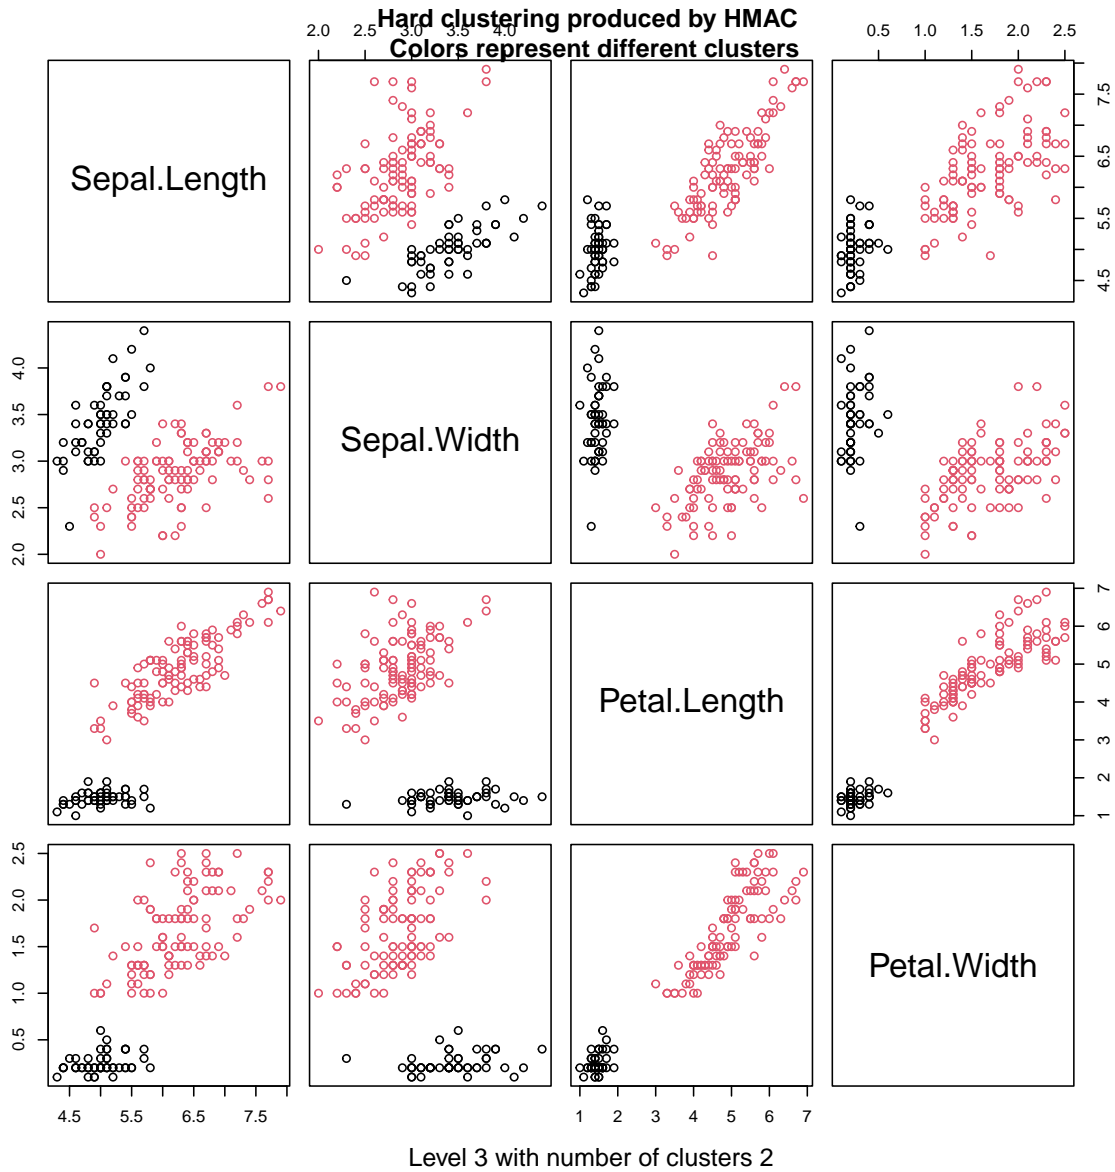 Hard clustering produced by HMAC
Colors represent different clusters
2.0 2.5 3.0 3.5 4.0
0.5 1.0 1.5 2.0 2.5
Sepal.Length
4.5 5.5 6.5 7.5
2.0 2.5 3.0 3.5 4.0
Sepal.Width
Petal.Length
1 2 3 4 5 6 7
0.5 1.0 1.5 2.0 2.5
Petal.Width
4.5 5.5 6.5 7.5
1 2 3 4 5 6 7
Level 3 with number of clusters 2